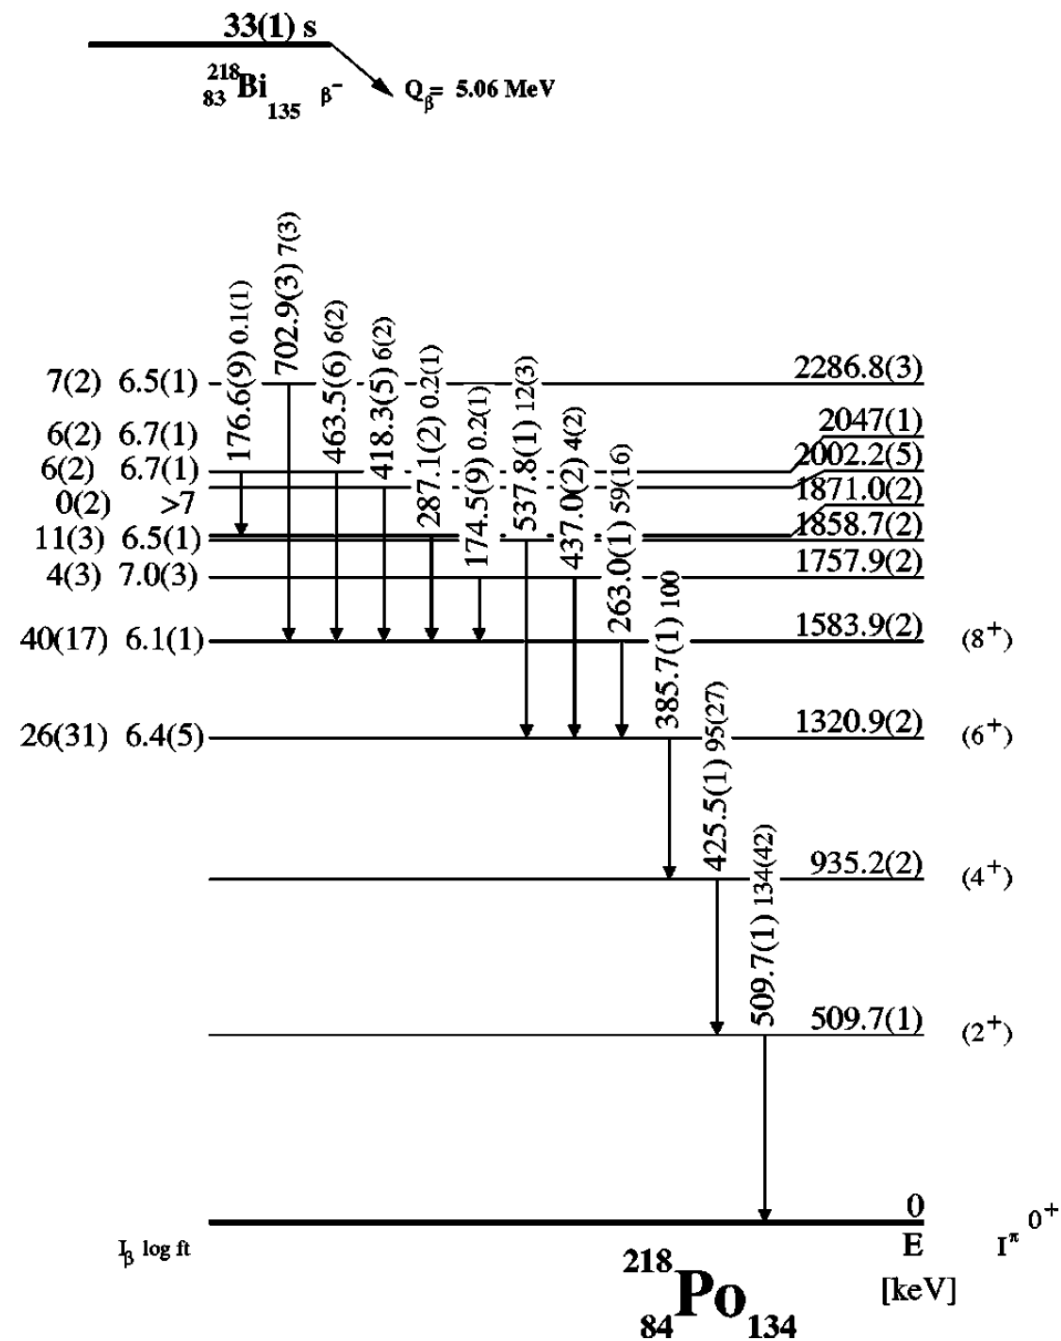 33(1) s
218
83 Bi 135 β⁻ Qβ= 5.06 MeV
176.6(9) 0.1(1)
702.9(3) 7(3)
463.5(6) 6(2)
418.3(5) 6(2)
287.1(2) 0.2(1)
174.5(9) 0.2(1)
537.8(1) 12(3)
437.0(2) 4(2)
263.0(1) 59(16)
385.7(1) 100
425.5(1) 95(27)
509.7(1) 134(42)
7(2) 6.5(1) 2286.8(3)
6(2) 6.7(1) 2047(1)
6(2) 6.7(1) 2002.2(5)
0(2) >7 1871.0(2)
11(3) 6.5(1) 1858.7(2)
4(3) 7.0(3) 1757.9(2)
40(17) 6.1(1) 1583.9(2) (8⁺)
26(31) 6.4(5) 1320.9(2) (6⁺)
935.2(2) (4⁺)
509.7(1) (2⁺)
0 0⁺
Iβ log ft E I^π
[keV]
218
84 Po 134